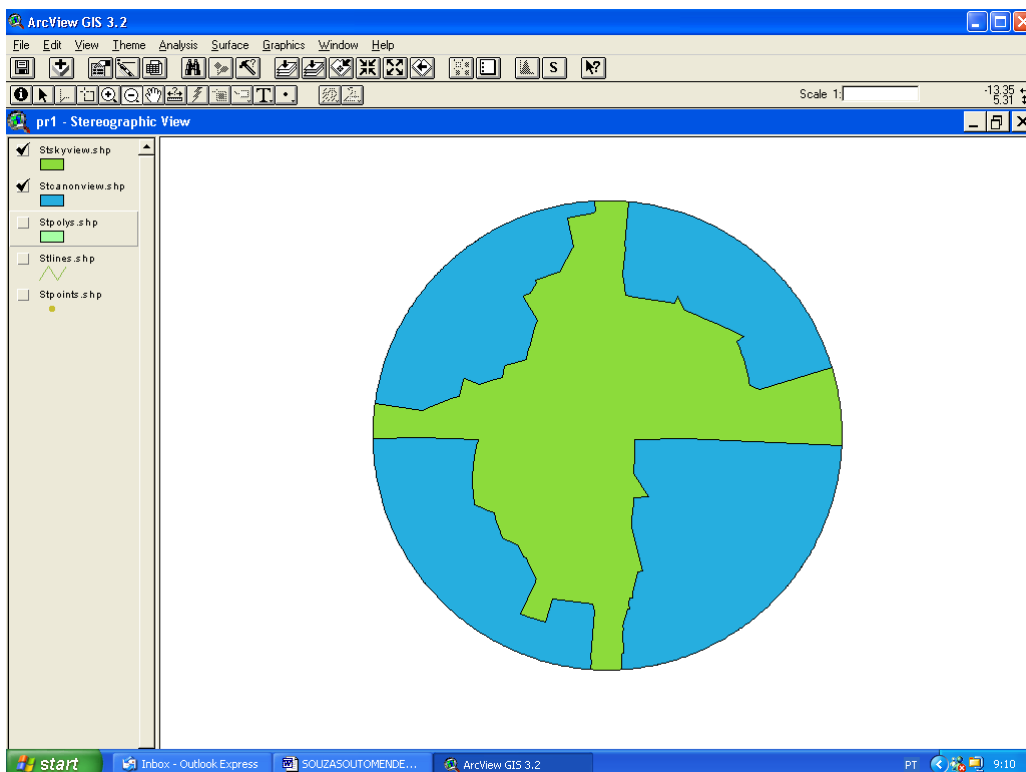 ArcView GIS 3.2
File Edit View Theme Analysis Surface Graphics Window Help
S
T
Scale 1:
-13.35
5.31
pr1 - Stereographic View
Stskyview.shp
Stcanonview.shp
Stpolys.shp
Stlines.shp
Stpoints.shp
start
Inbox - Outlook Express
SOUZASOUTOMENDE...
ArcView GIS 3.2
PT
9:10